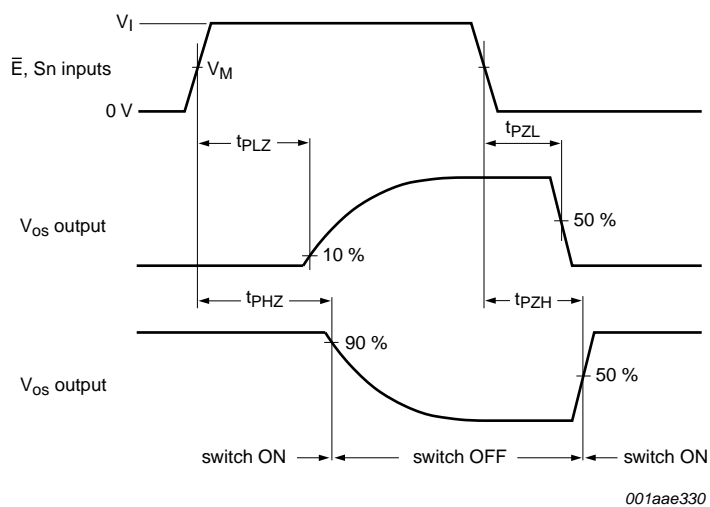 V_I
Ē, Sn inputs
V_M
0 V
t_PLZ
t_PZL
V_os output
50 %
10 %
t_PHZ
t_PZH
90 %
V_os output
50 %
switch ON
switch OFF
switch ON
001aae330